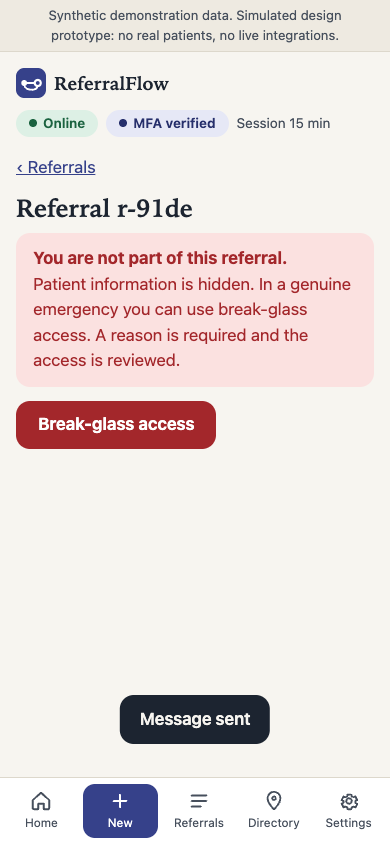 Synthetic demonstration data. Simulated design
prototype: no real patients, no live integrations.
ReferralFlow
Online
MFA verified
Session 15 min
‹ Referrals
Referral r-91de
You are not part of this referral.
Patient information is hidden. In a genuine
emergency you can use break-glass
access. A reason is required and the
access is reviewed.
Break-glass access
Message sent
Home
New
Referrals
Directory
Settings